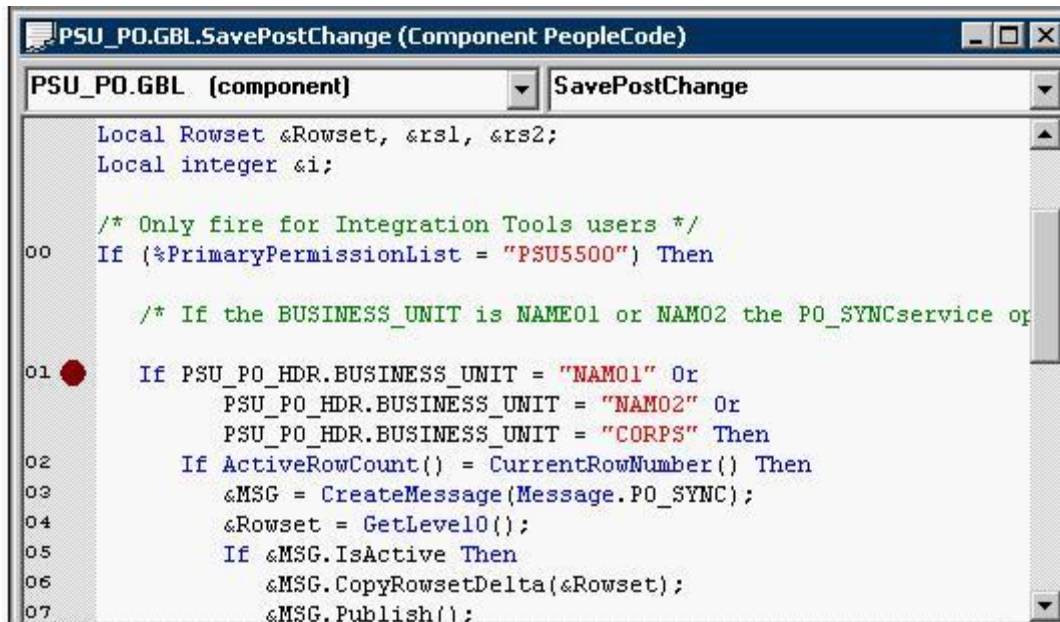 PSU_PO.GBL.SavePostChange (Component PeopleCode)
PSU_PO.GBL (component) SavePostChange
Local Rowset &Rowset, &rs1, &rs2;
Local integer &i;
/* Only fire for Integration Tools users */
00 If (%PrimaryPermissionList = "PSU5500") Then
/* If the BUSINESS_UNIT is NAME01 or NAM02 the PO_SYNCservice op
01 If PSU_PO_HDR.BUSINESS_UNIT = "NAM01" Or
PSU_PO_HDR.BUSINESS_UNIT = "NAM02" Or
PSU_PO_HDR.BUSINESS_UNIT = "CORPS" Then
02 If ActiveRowCount() = CurrentRowNumber() Then
03 &MSG = CreateMessage(Message.PO_SYNC);
04 &Rowset = GetLevel0();
05 If &MSG.IsActive Then
06 &MSG.CopyRowsetDelta(&Rowset);
07 &MSG.Publish();